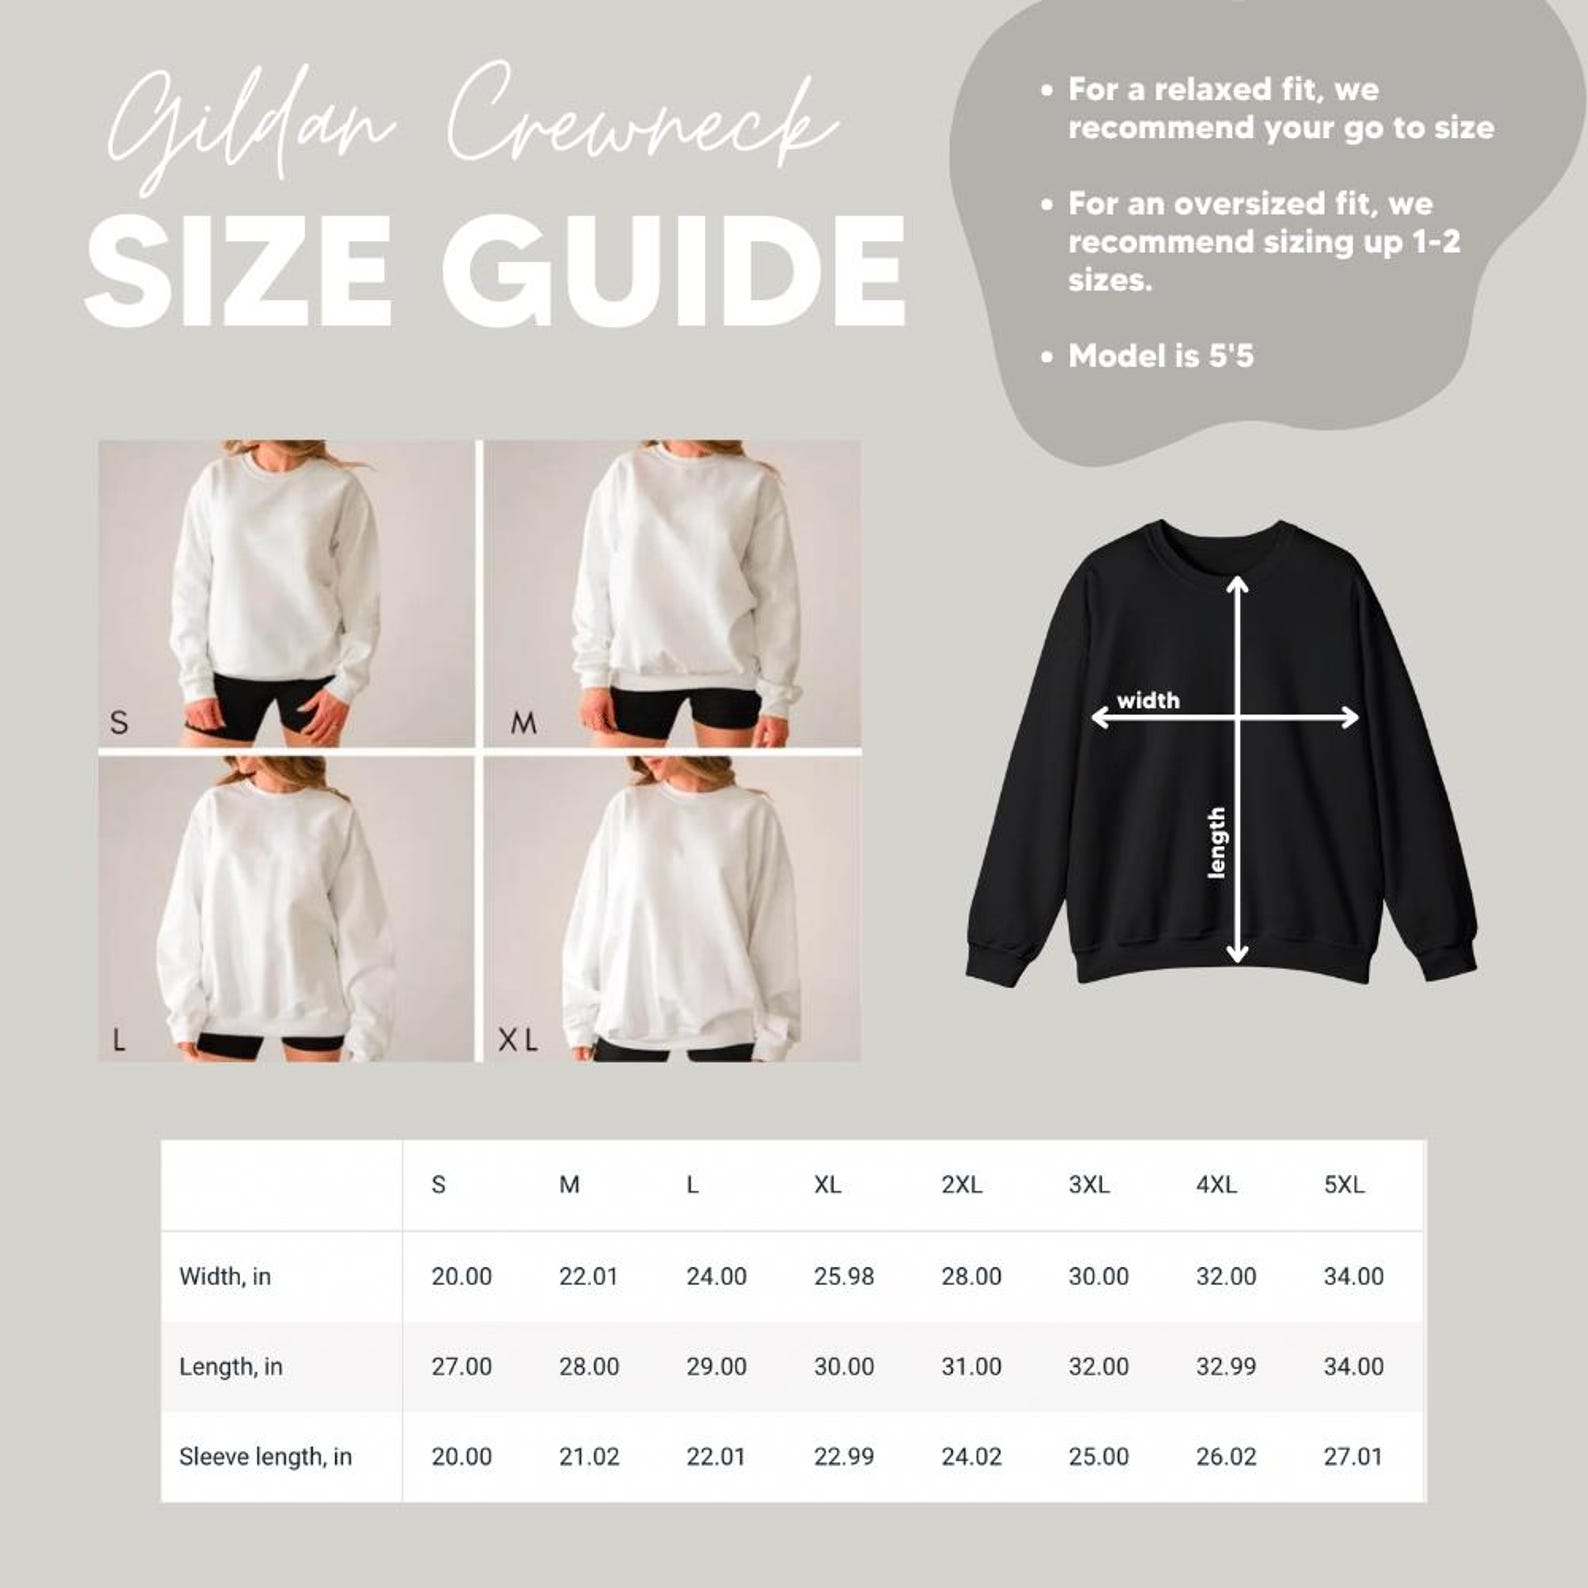 Gildan Crewneck
SIZE GUIDE
• For a relaxed fit, we
recommend your go to size
• For an oversized fit, we
recommend sizing up 1-2
sizes.
• Model is 5'5
S
M
L
XL
width
length
S M L XL 2XL 3XL 4XL 5XL
Width, in 20.00 22.01 24.00 25.98 28.00 30.00 32.00 34.00
Length, in 27.00 28.00 29.00 30.00 31.00 32.00 32.99 34.00
Sleeve length, in 20.00 21.02 22.01 22.99 24.02 25.00 26.02 27.01